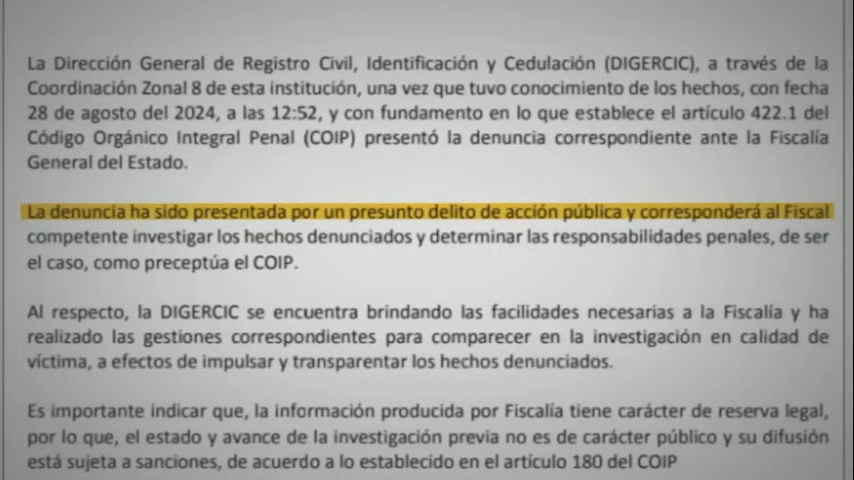 La Dirección General de Registro Civil, Identificación y Cedulación (DIGERCIC), a través de la
Coordinación Zonal 8 de esta institución, una vez que tuvo conocimiento de los hechos, con fecha
28 de agosto del 2024, a las 12:52, y con fundamento en lo que establece el artículo 422.1 del
Código Orgánico Integral Penal (COIP) presentó la denuncia correspondiente ante la Fiscalía
General del Estado.
La denuncia ha sido presentada por un presunto delito de acción pública y corresponderá al Fiscal
competente investigar los hechos denunciados y determinar las responsabilidades penales, de ser
el caso, como preceptúa el COIP.
Al respecto, la DIGERCIC se encuentra brindando las facilidades necesarias a la Fiscalía y ha
realizado las gestiones correspondientes para comparecer en la investigación en calidad de
víctima, a efectos de impulsar y transparentar los hechos denunciados.
Es importante indicar que, la información producida por Fiscalía tiene carácter de reserva legal,
por lo que, el estado y avance de la investigación previa no es de carácter público y su difusión
está sujeta a sanciones, de acuerdo a lo establecido en el artículo 180 del COIP